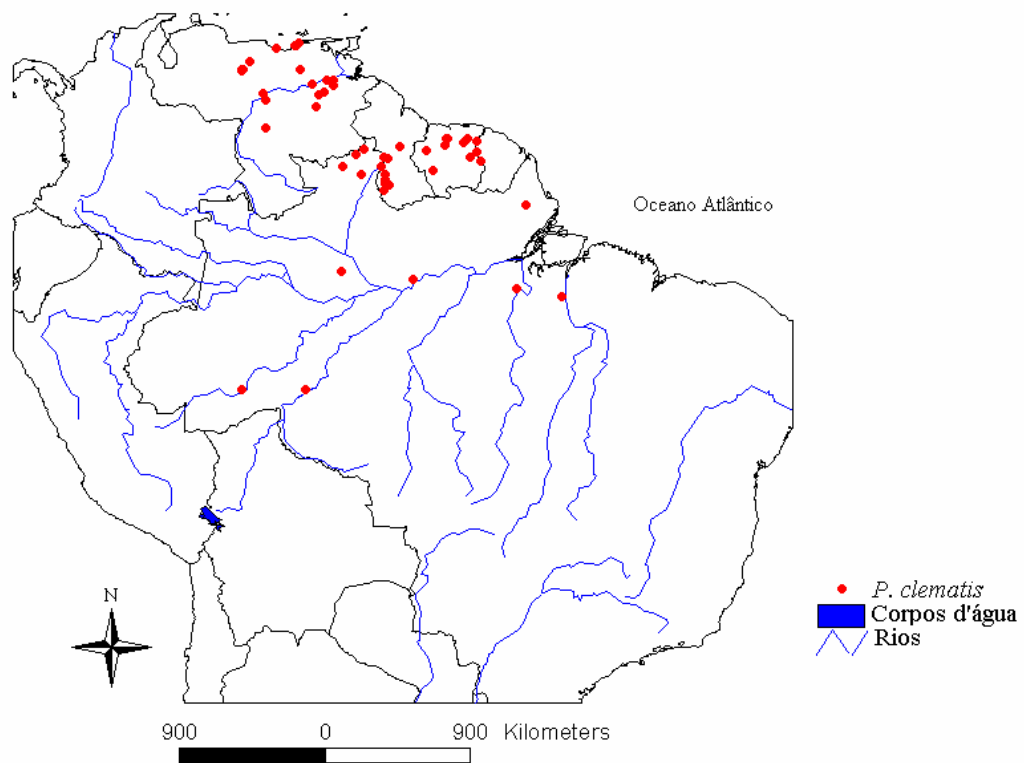 Oceano Atlântico
P. clematis
Corpos d'água
Rios
N
900 0 900 Kilometers